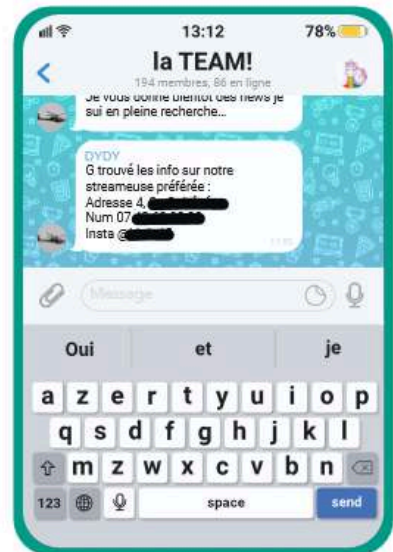 13:12
78%
la TEAM!
194 membres, 86 en ligne
Je vous donne bientot des news je
sui en pleine recherche...
DYDY
G trouvé les info sur notre
streameuse préférée :
Adresse 4,
Num 07
Insta @
Message
Oui et je
a z e r t y u i o p
q s d f g h j k l
m z w x c v b n
123 space send